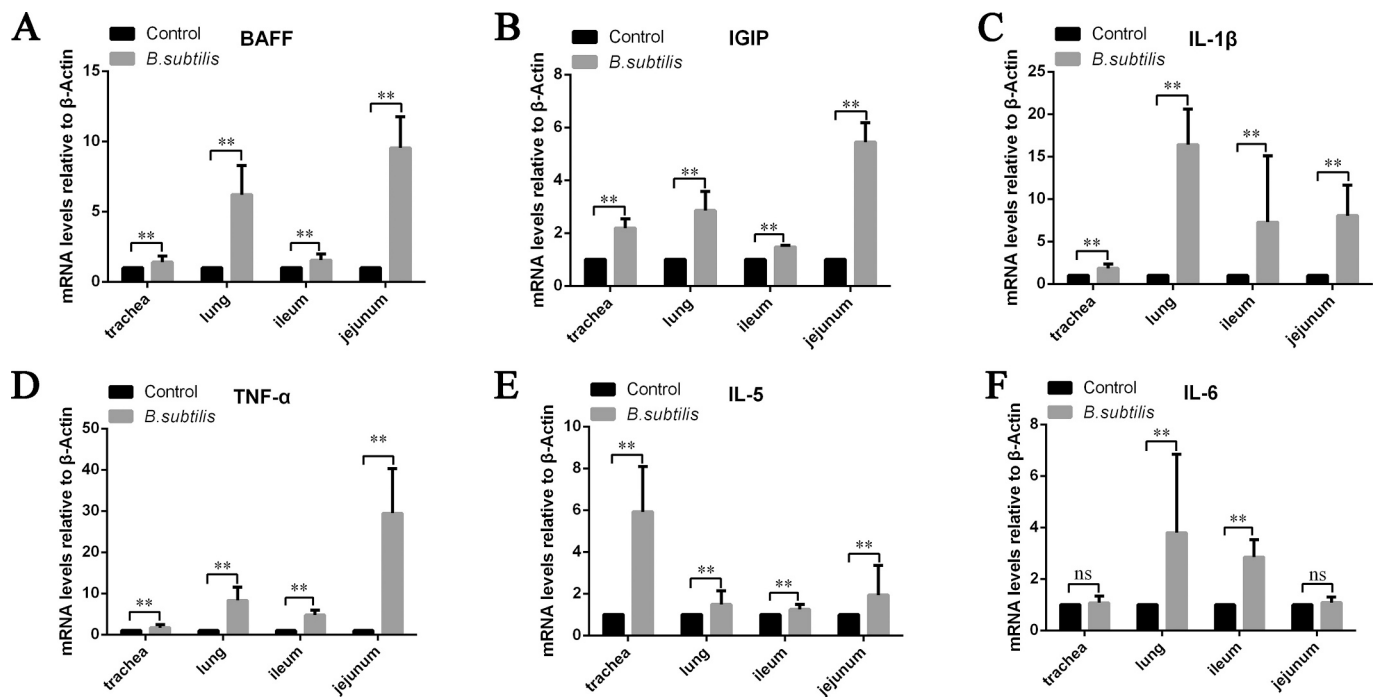 A
Control
B.subtilis
BAFF
mRNA levels relative to β-Actin
15
10
5
0
**
**
**
**
trachea
lung
ileum
jejunum
B
Control
B.subtilis
IGIP
mRNA levels relative to β-Actin
8
6
4
2
0
**
**
**
**
trachea
lung
ileum
jejunum
C
Control
B.subtilis
IL-1β
mRNA levels relative to β-Actin
25
20
15
10
5
0
**
**
**
**
trachea
lung
ileum
jejunum
D
Control
B.subtilis
TNF-α
mRNA levels relative to β-Actin
50
40
30
20
10
0
**
**
**
**
trachea
lung
ileum
jejunum
E
Control
B.subtilis
IL-5
mRNA levels relative to β-Actin
10
8
6
4
2
0
**
**
**
**
trachea
lung
ileum
jejunum
F
Control
B.subtilis
IL-6
mRNA levels relative to β-Actin
8
6
4
2
0
ns
**
**
ns
trachea
lung
ileum
jejunum